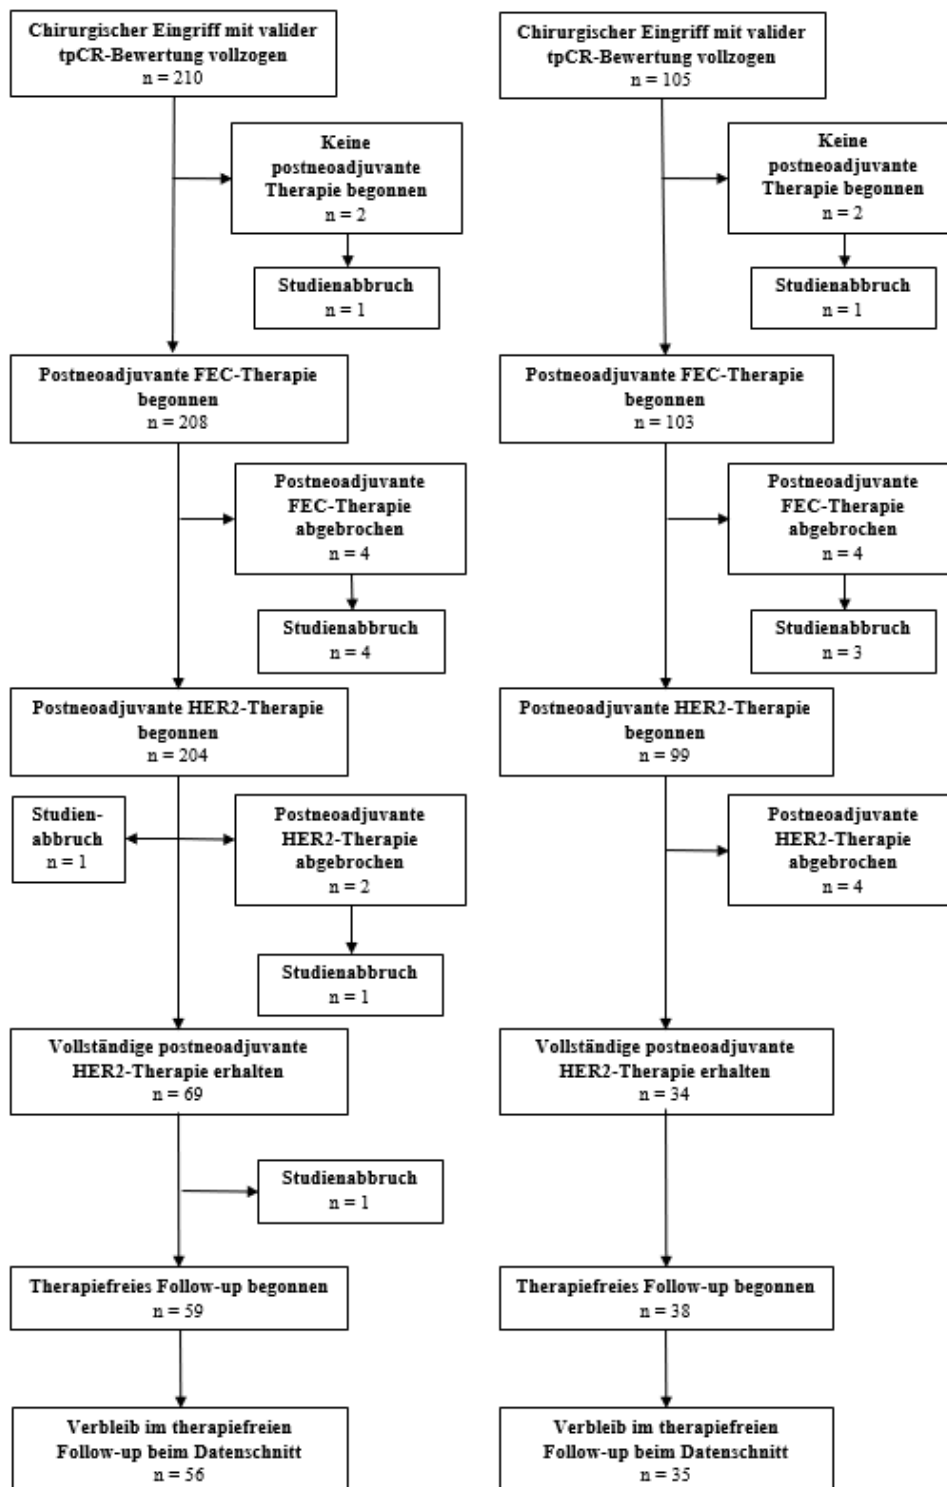 Chirurgischer Eingriff mit valider
tpCR-Bewertung vollzogen
n = 210
Keine
postneoadjuvante
Therapie begonnen
n = 2
Studienabbruch
n = 1
Postneoadjuvante FEC-Therapie
begonnen
n = 208
Postneoadjuvante
FEC-Therapie
abgebrochen
n = 4
Studienabbruch
n = 4
Postneoadjuvante HER2-Therapie
begonnen
n = 204
Studien-
abbruch
n = 1
Postneoadjuvante
HER2-Therapie
abgebrochen
n = 2
Studienabbruch
n = 1
Vollständige postneoadjuvante
HER2-Therapie erhalten
n = 69
Studienabbruch
n = 1
Therapiefreies Follow-up begonnen
n = 59
Verbleib im therapiefreien
Follow-up beim Datenschnitt
n = 56
Chirurgischer Eingriff mit valider
tpCR-Bewertung vollzogen
n = 105
Keine
postneoadjuvante
Therapie begonnen
n = 2
Studienabbruch
n = 1
Postneoadjuvante FEC-Therapie
begonnen
n = 103
Postneoadjuvante
FEC-Therapie
abgebrochen
n = 4
Studienabbruch
n = 3
Postneoadjuvante HER2-Therapie
begonnen
n = 99
Postneoadjuvante
HER2-Therapie
abgebrochen
n = 4
Vollständige postneoadjuvante
HER2-Therapie erhalten
n = 34
Therapiefreies Follow-up begonnen
n = 38
Verbleib im therapiefreien
Follow-up beim Datenschnitt
n = 35